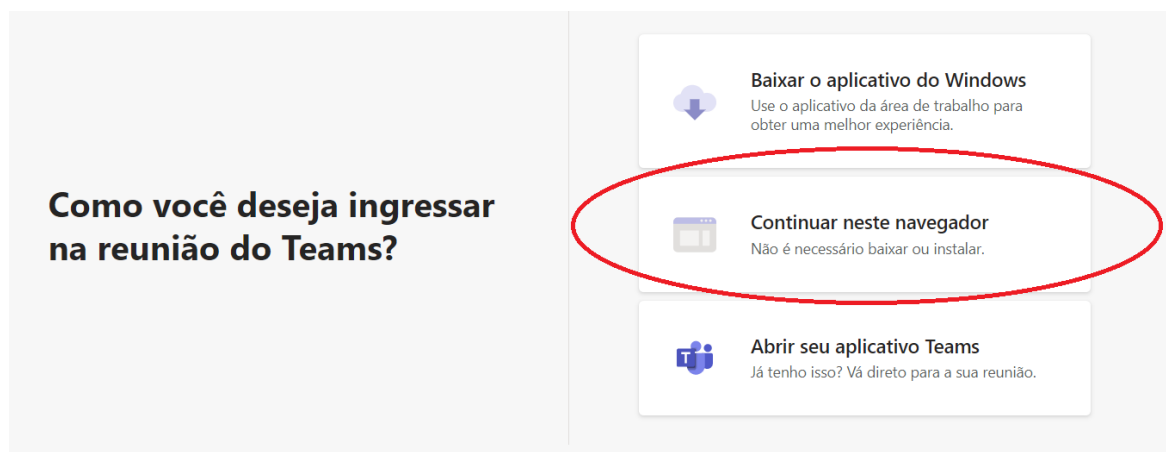 Como você deseja ingressar
na reunião do Teams?
Baixar o aplicativo do Windows
Use o aplicativo da área de trabalho para
obter uma melhor experiência.
Continuar neste navegador
Não é necessário baixar ou instalar.
Abrir seu aplicativo Teams
Já tenho isso? Vá direto para a sua reunião.